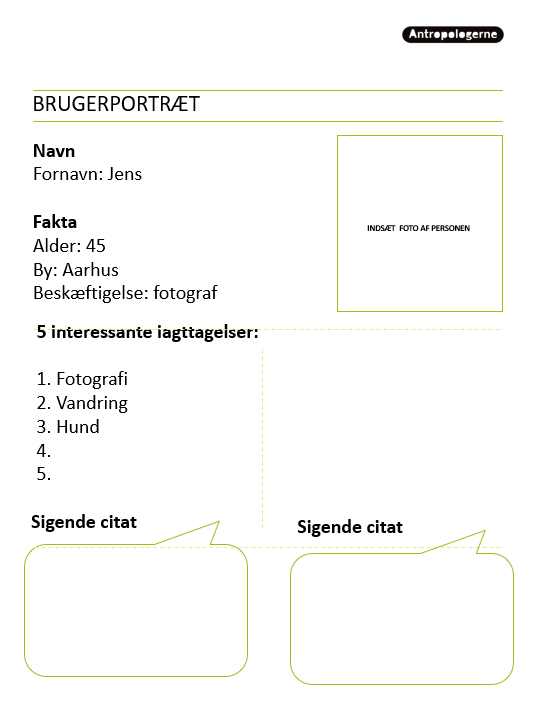 Antropologerne
BRUGERPORTRÆT
Navn
Fornavn: Jens
INDSÆT FOTO AF PERSONEN
Fakta
Alder: 45
By: Aarhus
Beskæftigelse: fotograf
5 interessante iagttagelser:
1. Fotografi
2. Vandring
3. Hund
4.
5.
Sigende citat
Sigende citat